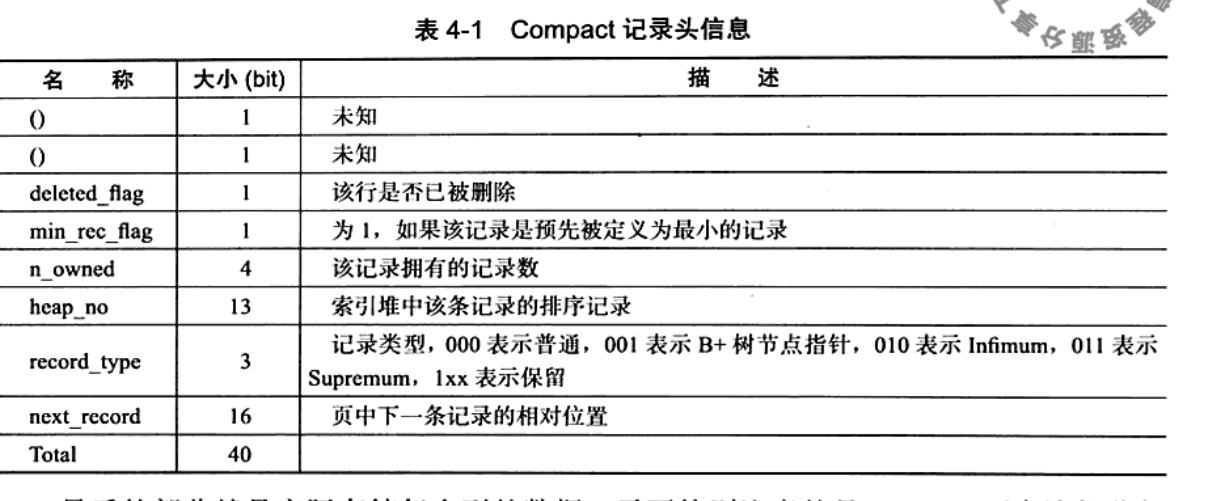 表 4-1 Compact 记录头信息
名 称 大小 (bit) 描 述
() 1 未知
() 1 未知
deleted_flag 1 该行是否已被删除
min_rec_flag 1 为 1，如果该记录是预先被定义为最小的记录
n_owned 4 该记录拥有的记录数
heap_no 13 索引堆中该条记录的排序记录
record_type 3 记录类型，000 表示普通，001 表示 B+ 树节点指针，010 表示 Infimum，011 表示
Supremum，1xx 表示保留
next_record 16 页中下一条记录的相对位置
Total 40
程资源分享